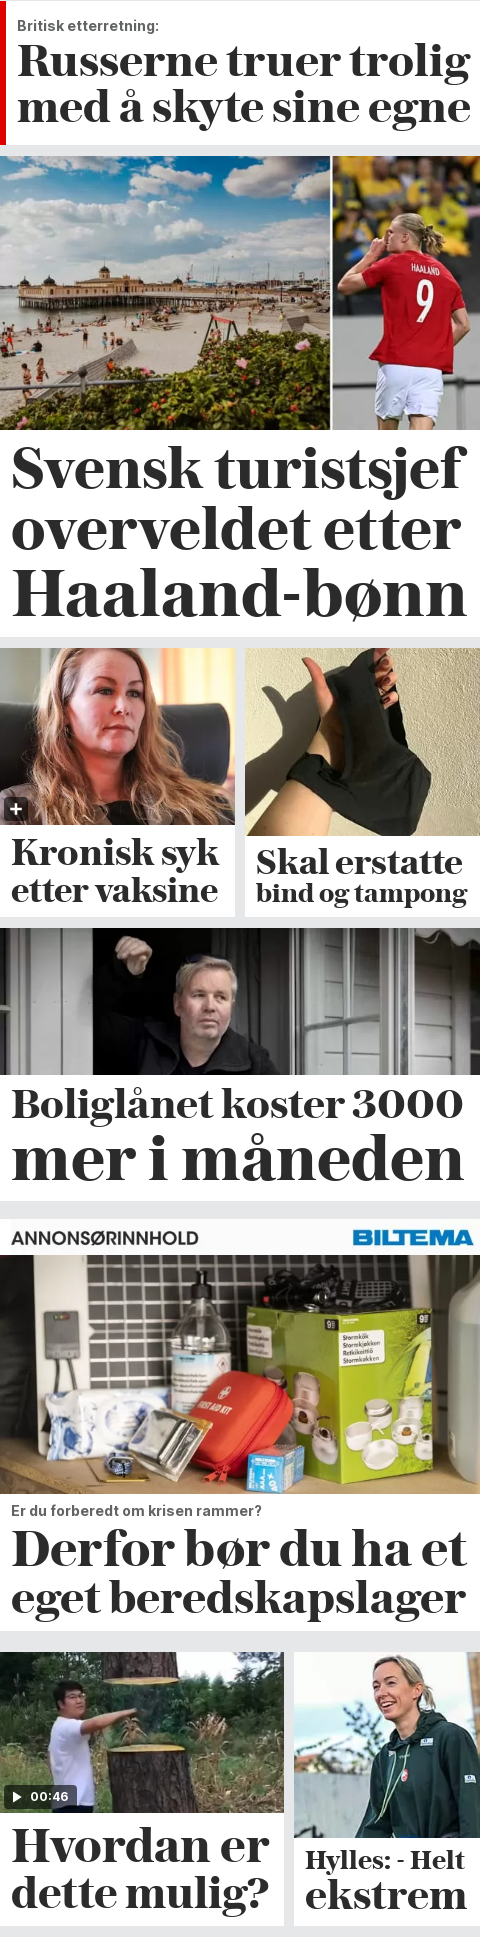 Britisk etterretning:
Russerne truer trolig
med å skyte sine egne
HAALAND
9
Svensk turistsjef
overveldet etter
Haaland-bønn
Kronisk syk
etter vaksine
Skal erstatte
bind og tampong
Boliglånet koster 3000
mer i måneden
ANNONSØRINNHOLD
BILTEMA
Stormkök
Stormkjøkken
Retkikeittiö
Stormkøkken
FIRST AID KIT
AAA
Er du forberedt om krisen rammer?
Derfor bør du ha et
eget beredskapslager
00:46
Hvordan er
dette mulig?
Hylles: - Helt
ekstrem